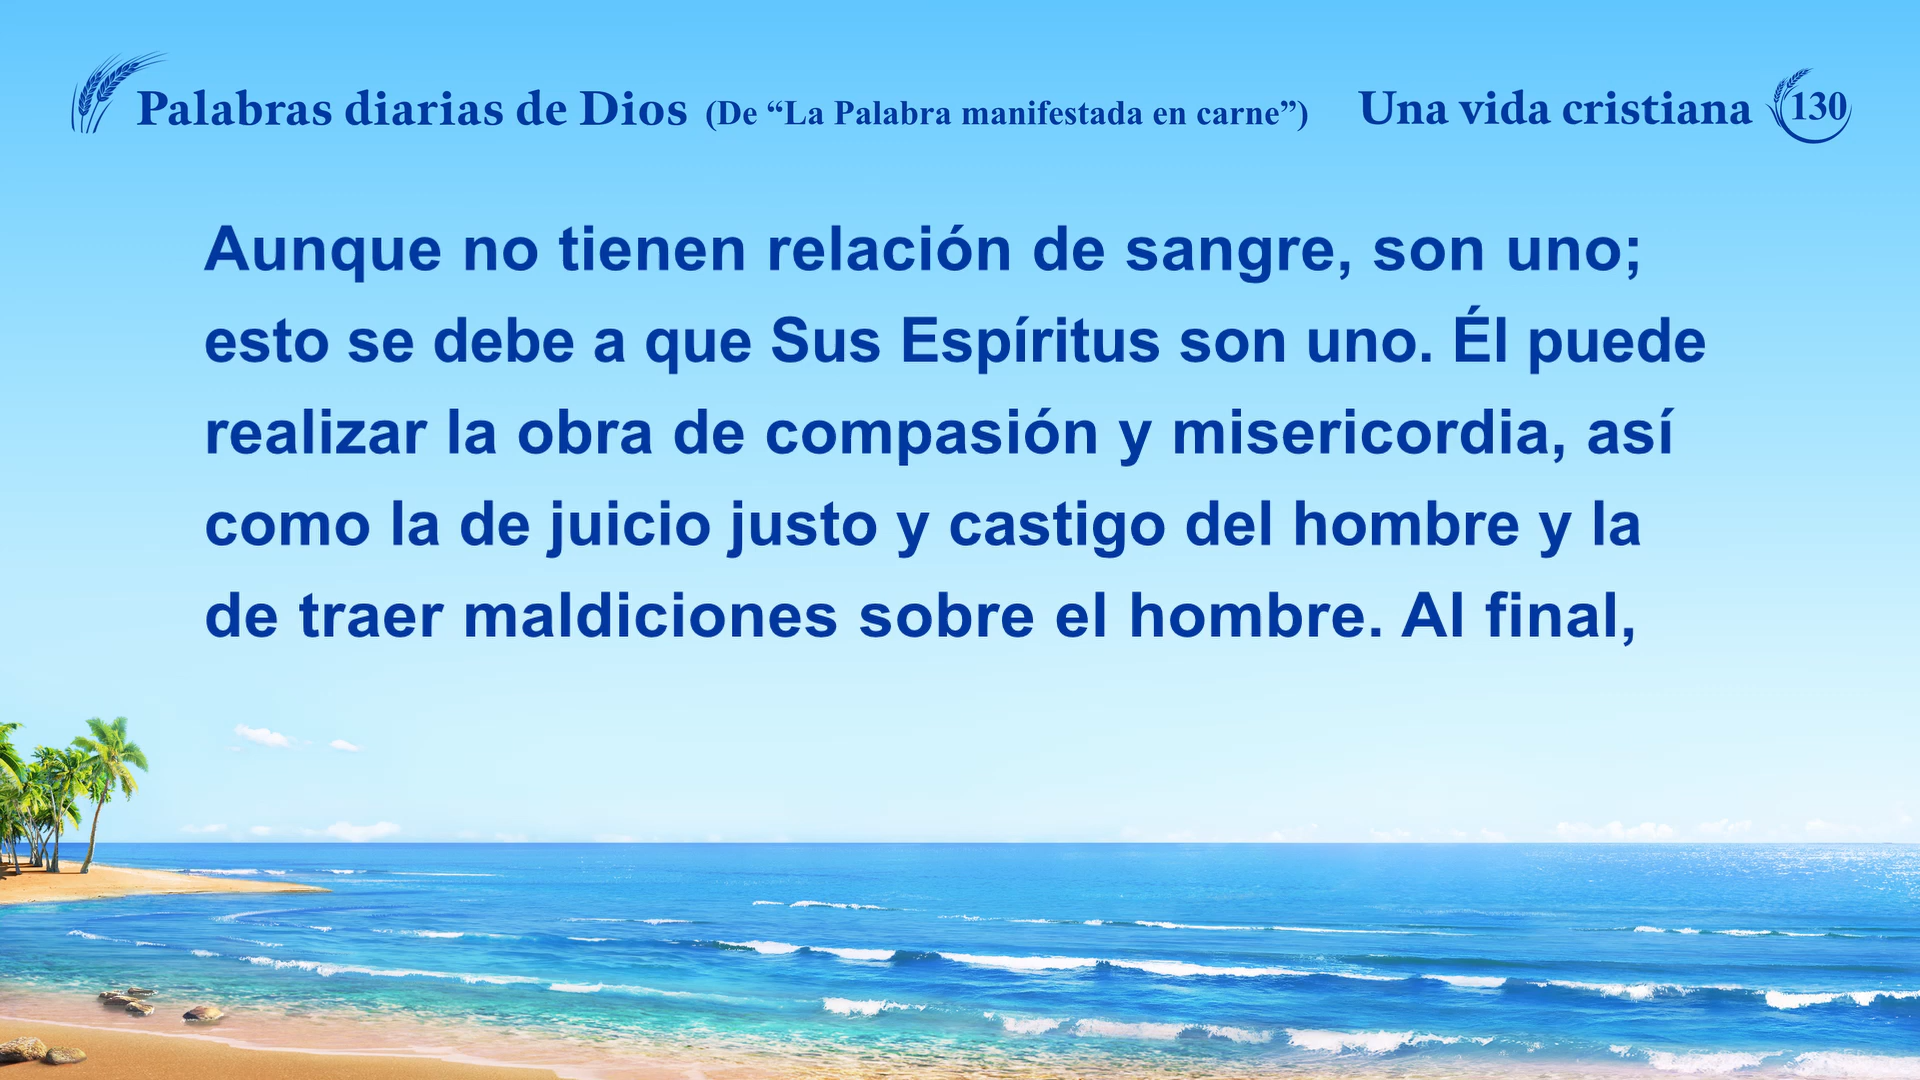 Palabras diarias de Dios (De “La Palabra manifestada en carne”) Una vida cristiana 130
Aunque no tienen relación de sangre, son uno;
esto se debe a que Sus Espíritus son uno. Él puede
realizar la obra de compasión y misericordia, así
como la de juicio justo y castigo del hombre y la
de traer maldiciones sobre el hombre. Al final,